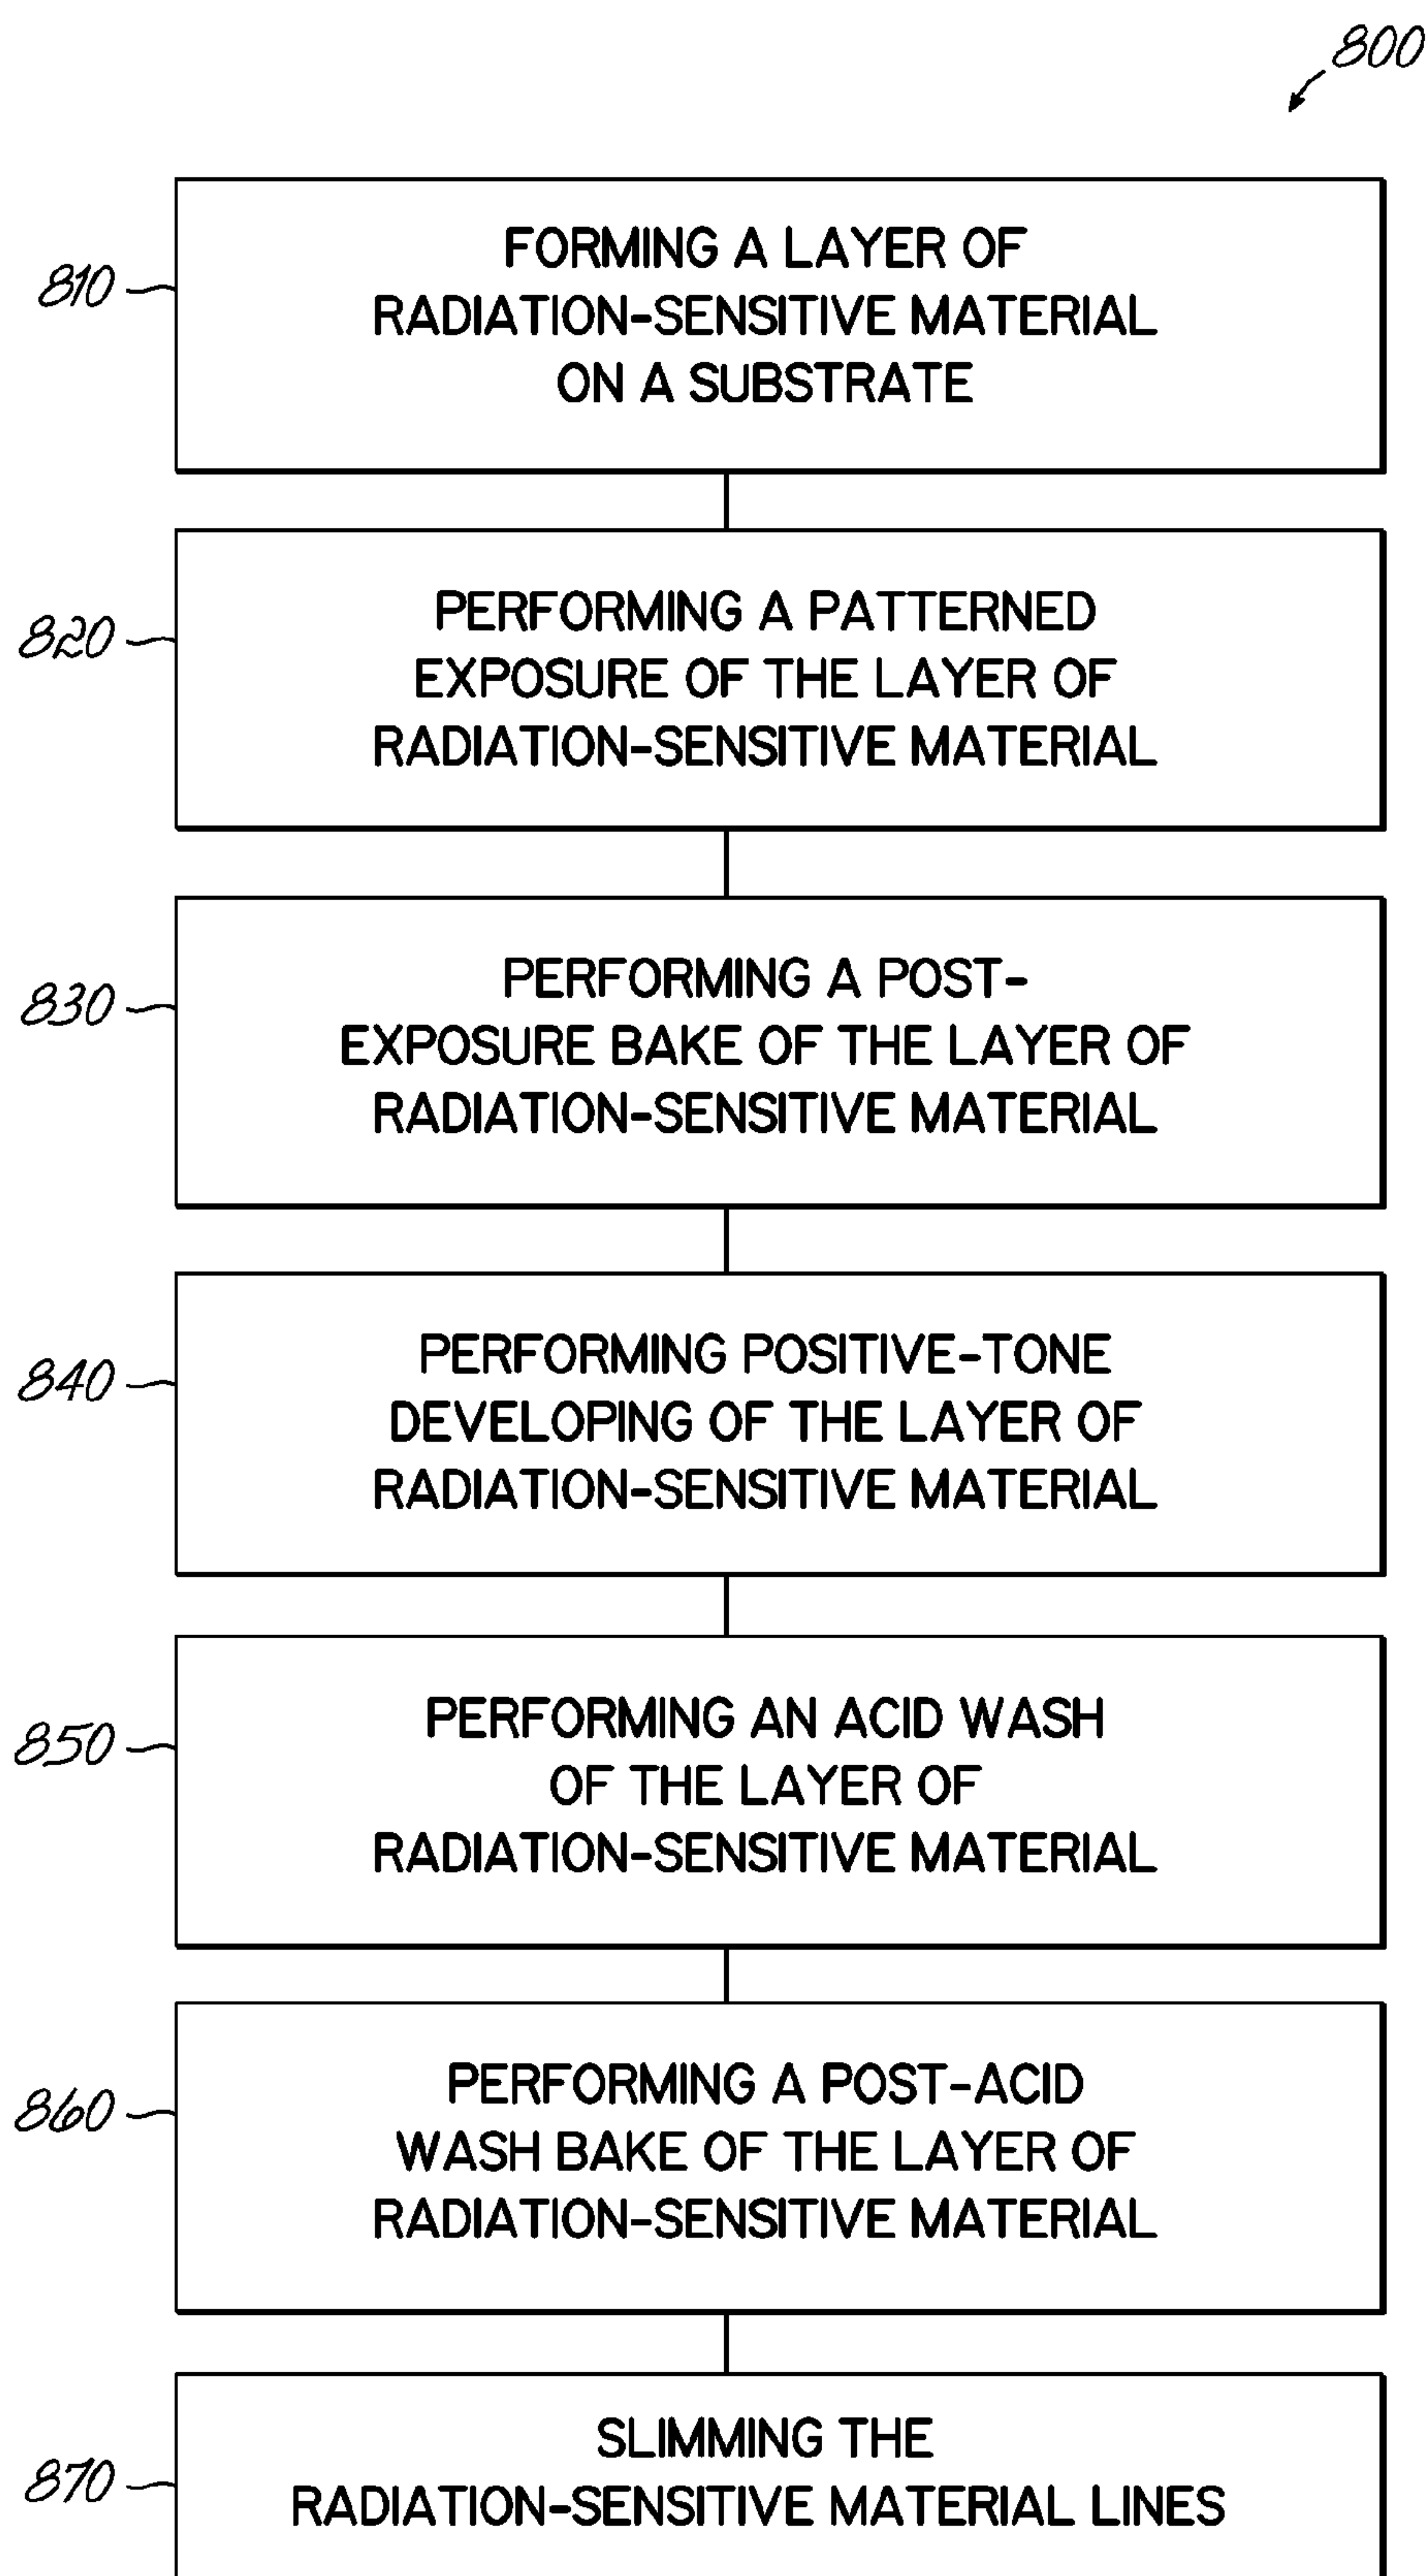 800
810
FORMING A LAYER OF
RADIATION-SENSITIVE MATERIAL
ON A SUBSTRATE
820
PERFORMING A PATTERNED
EXPOSURE OF THE LAYER OF
RADIATION-SENSITIVE MATERIAL
830
PERFORMING A POST-
EXPOSURE BAKE OF THE LAYER OF
RADIATION-SENSITIVE MATERIAL
840
PERFORMING POSITIVE-TONE
DEVELOPING OF THE LAYER OF
RADIATION-SENSITIVE MATERIAL
850
PERFORMING AN ACID WASH
OF THE LAYER OF
RADIATION-SENSITIVE MATERIAL
860
PERFORMING A POST-ACID
WASH BAKE OF THE LAYER OF
RADIATION-SENSITIVE MATERIAL
870
SLIMMING THE
RADIATION-SENSITIVE MATERIAL LINES